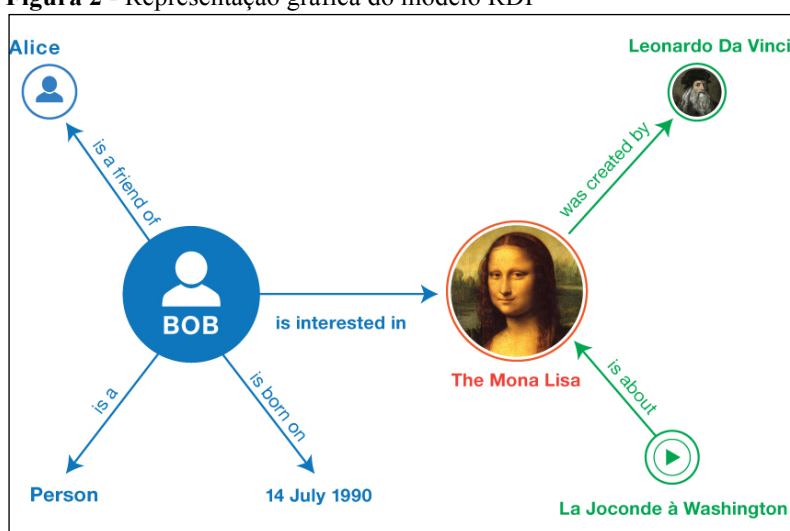 Figura 2 - Representação gráfica do modelo RDF
Alice
Leonardo Da Vinci
is a friend of
was created by
BOB
is interested in
The Mona Lisa
is a
is born on
is about
Person
14 July 1990
La Joconde à Washington